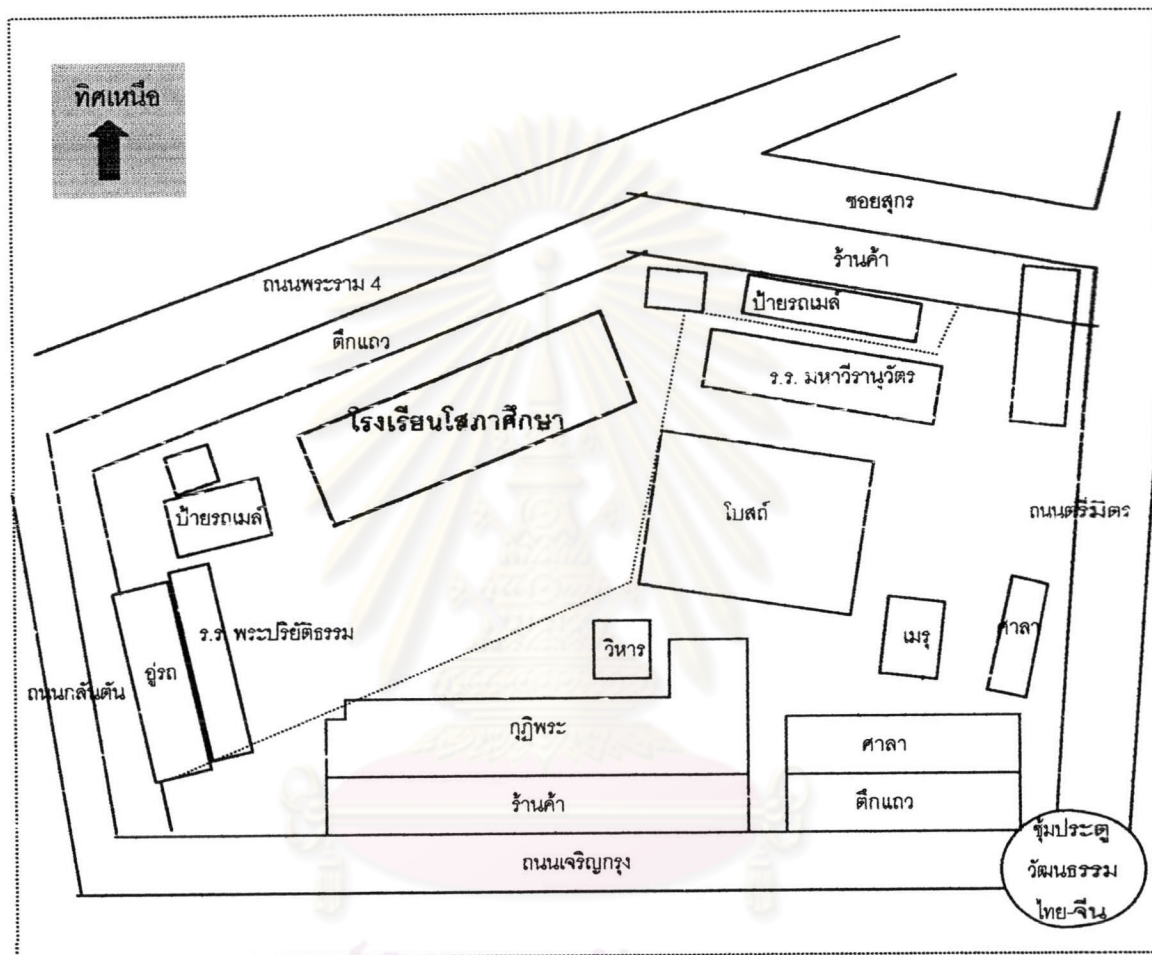 ทิศเหนือ
ซอยสุกร
ร้านค้า
ถนนพระราม 4
ป้ายรถเมล์
ตึกแถว
ร.ร. มหาวีรานุวัตร
โรงเรียนโสภาศึกษา
ป้ายรถเมล์
โบสถ์
ถนนตรีมิตร
ร.ร. พระปริยัติธรรม
วิหาร
เมรุ
ศาลา
อู่รถ
ถนนกลันตัน
กุฏิพระ
ศาลา
ร้านค้า
ตึกแถว
ถนนเจริญกรุง
ซุ้มประตู
วัฒนธรรม
ไทย-จีน